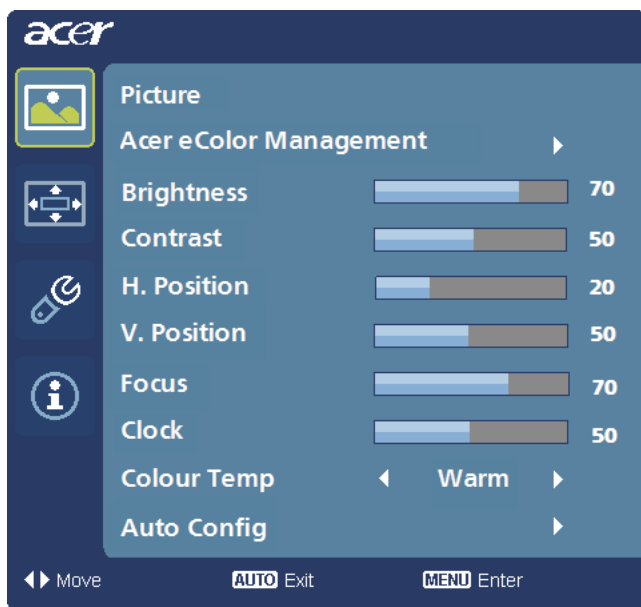 acer
Picture
Acer eColor Management
Brightness 70
Contrast 50
H. Position 20
V. Position 50
Focus 70
Clock 50
Colour Temp Warm
Auto Config
Move AUTO Exit MENU Enter